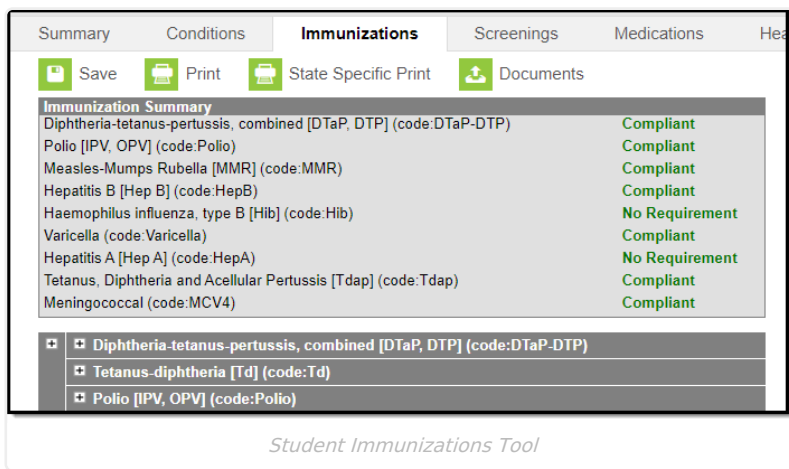 Summary Conditions Immunizations Screenings Medications Hea
Save Print State Specific Print Documents
Immunization Summary
Diphtheria-tetanus-pertussis, combined [DTaP, DTP] (code:DTaP-DTP) Compliant
Polio [IPV, OPV] (code:Polio) Compliant
Measles-Mumps Rubella [MMR] (code:MMR) Compliant
Hepatitis B [Hep B] (code:HepB) Compliant
Haemophilus influenza, type B [Hib] (code:Hib) No Requirement
Varicella (code:Varicella) Compliant
Hepatitis A [Hep A] (code:HepA) No Requirement
Tetanus, Diphtheria and Acellular Pertussis [Tdap] (code:Tdap) Compliant
Meningococcal (code:MCV4) Compliant
Diphtheria-tetanus-pertussis, combined [DTaP, DTP] (code:DTaP-DTP)
Tetanus-diphtheria [Td] (code:Td)
Polio [IPV, OPV] (code:Polio)
Student Immunizations Tool